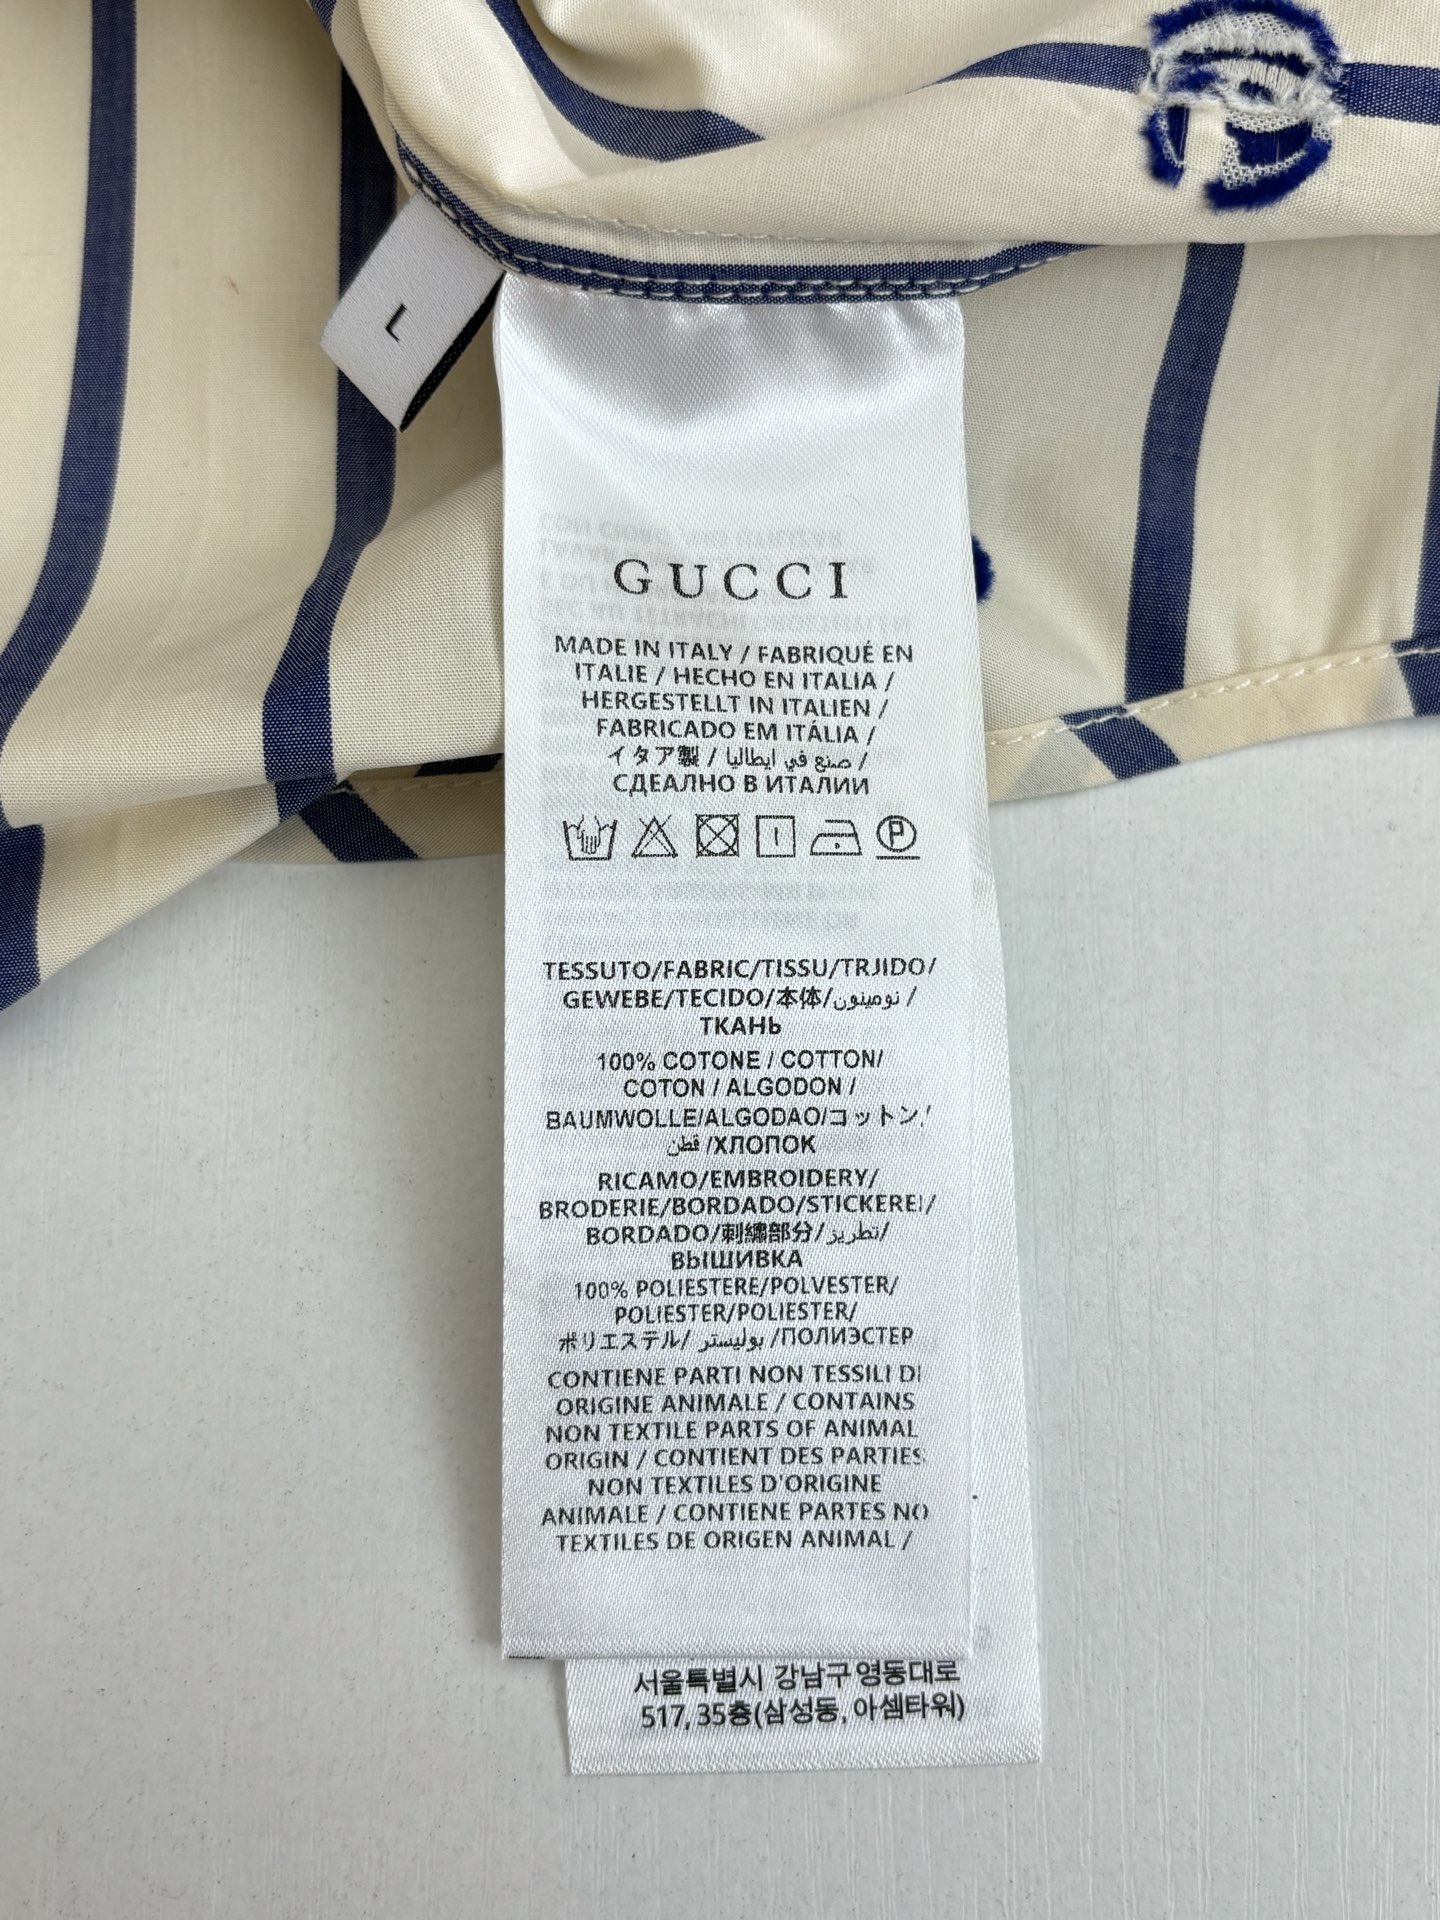 L
GUCCI
MADE IN ITALY / FABRIQUÉ EN
ITALIE / HECHO EN ITALIA /
HERGESTELLT IN ITALIEN /
FABRICADO EM ITÁLIA /
イタア製 / صنع في ايطاليا /
СДЕАЛНО В ИТАЛИИ
TESSUTO/FABRIC/TISSU/TRJIDO/
GEWEBE/TECIDO/本体/نومينون /
ТКАНЬ
100% COTONE / COTTON/
COTON / ALGODON /
BAUMWOLLE/ALGODAO/コットン/
قطن /ХЛОПОК
RICAMO/EMBROIDERY/
BRODERIE/BORDADO/STICKEREI/
BORDADO/刺繡部分/تطريز/
ВЫШИВКА
100% POLIESTERE/POLVESTER/
POLIESTER/POLIESTER/
ポリエステル/ بوليستر /ПОЛИЭСТЕР
CONTIENE PARTI NON TESSILI DI
ORIGINE ANIMALE / CONTAINS
NON TEXTILE PARTS OF ANIMAL
ORIGIN / CONTIENT DES PARTIES
NON TEXTILES D'ORIGINE
ANIMALE / CONTIENE PARTES NO
TEXTILES DE ORIGEN ANIMAL /
서울특별시 강남구영동대로
517, 35층(삼성동, 아셈타워)